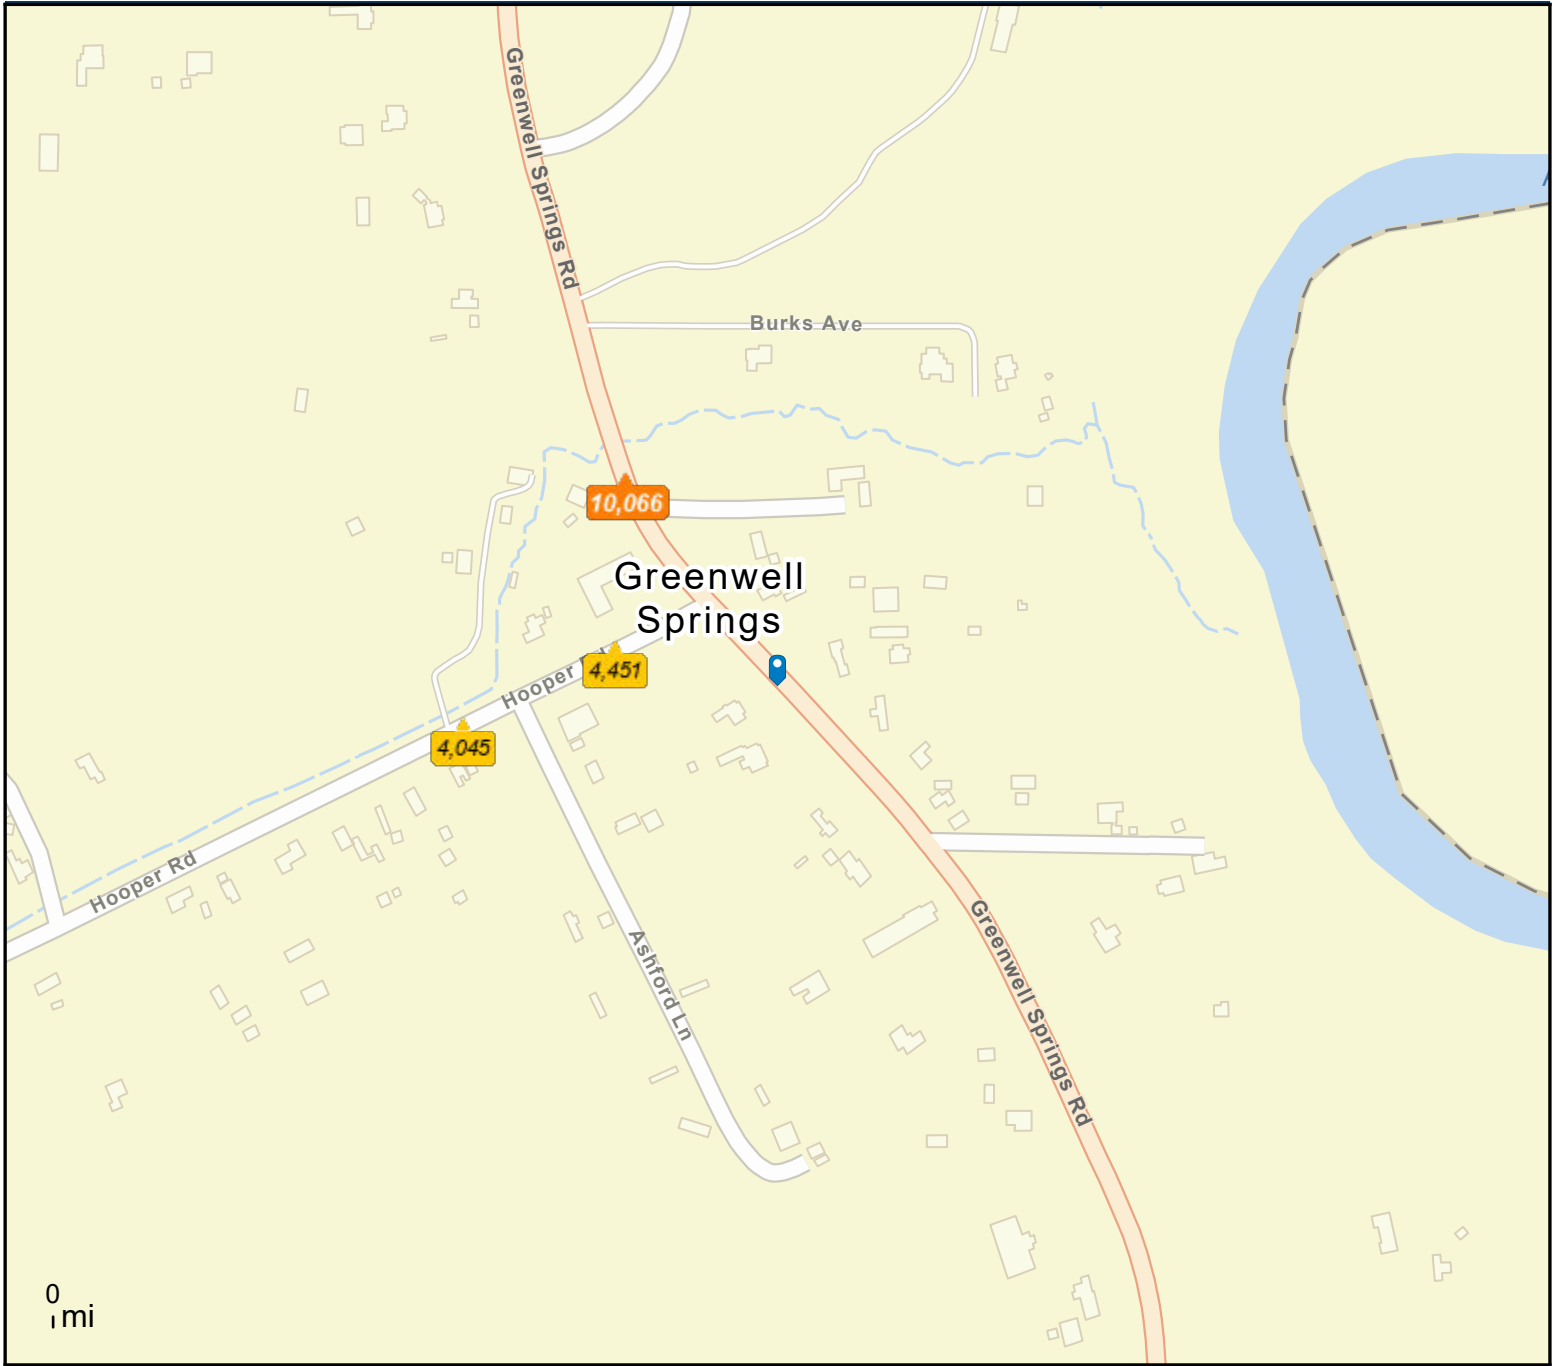 Greenwell Springs Rd
Burks Ave
10,066
Greenwell
Springs
Hooper
4,451
4,045
Hooper Rd
Ashford Ln
Greenwell Springs Rd
0
mi